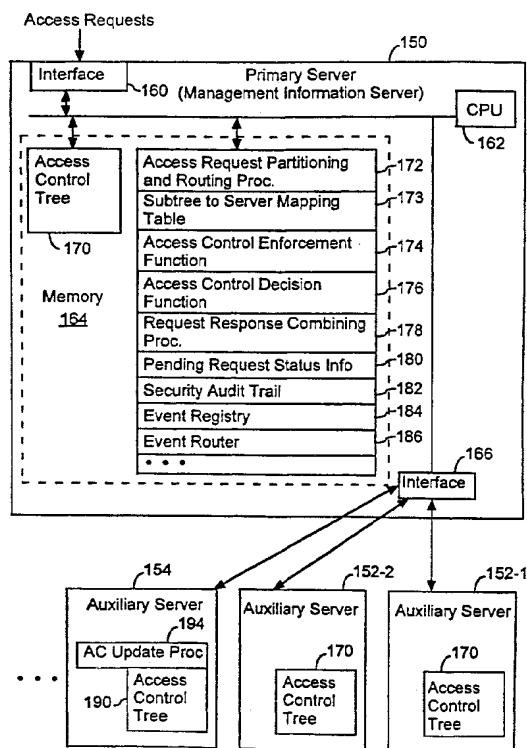 Access Requests
150
Interface
Primary Server
(Management Information Server)
160
CPU
162
Access
Control
Tree
170
Memory
164
Access Request Partitioning
and Routing Proc.
172
Subtree to Server Mapping
Table
173
Access Control Enforcement
Function
174
Access Control Decision
Function
176
Request Response Combining
Proc.
178
Pending Request Status Info
180
Security Audit Trail
182
Event Registry
184
Event Router
186
• • •
166
Interface
154
Auxiliary Server
194
AC Update Proc
190
Access
Control
Tree
• • •
152-2
Auxiliary Server
170
Access
Control
Tree
152-1
Auxiliary Server
170
Access
Control
Tree